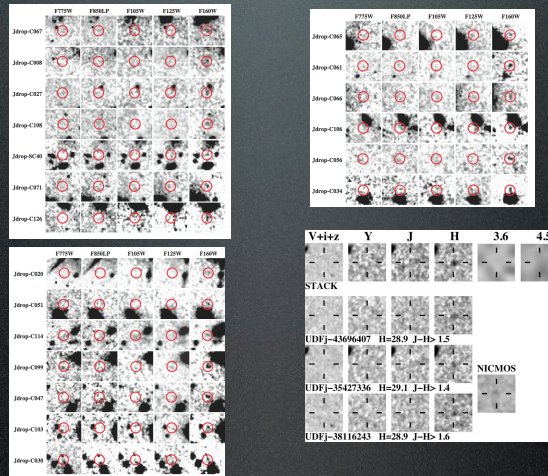 F775W F850LP F105W F125W F160W
Jdrop-C067
Jdrop-C008
Jdrop-C027
Jdrop-C108
Jdrop-SC40
Jdrop-C071
Jdrop-C126
F775W F850LP F105W F125W F160W
Jdrop-C065
Jdrop-C061
Jdrop-C066
Jdrop-C106
Jdrop-C056
Jdrop-C034
F775W F850LP F105W F125W F160W
Jdrop-C020
Jdrop-C051
Jdrop-C114
Jdrop-C099
Jdrop-C047
Jdrop-C103
Jdrop-C030
V+i+z Y J H 3.6 4.5
STACK
UDFj-43696407 H=28.9 J-H> 1.5
NICMOS
UDFj-35427336 H=29.1 J-H> 1.4
UDFj-38116243 H=28.9 J-H> 1.6